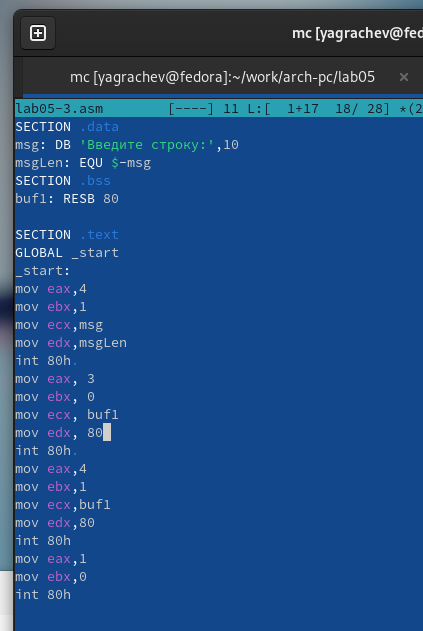 mc [yagrachev@fed
mc [yagrachev@fedora]:~/work/arch-pc/lab05 ×
lab05-3.asm [----] 11 L:[ 1+17 18/ 28] *(2
SECTION .data
msg: DB 'Введите строку:',10
msgLen: EQU $-msg
SECTION .bss
buf1: RESB 80
SECTION .text
GLOBAL _start
_start:
mov eax,4
mov ebx,1
mov ecx,msg
mov edx,msgLen
int 80h.
mov eax, 3
mov ebx, 0
mov ecx, buf1
mov edx, 80
int 80h.
mov eax,4
mov ebx,1
mov ecx,buf1
mov edx,80
int 80h
mov eax,1
mov ebx,0
int 80h